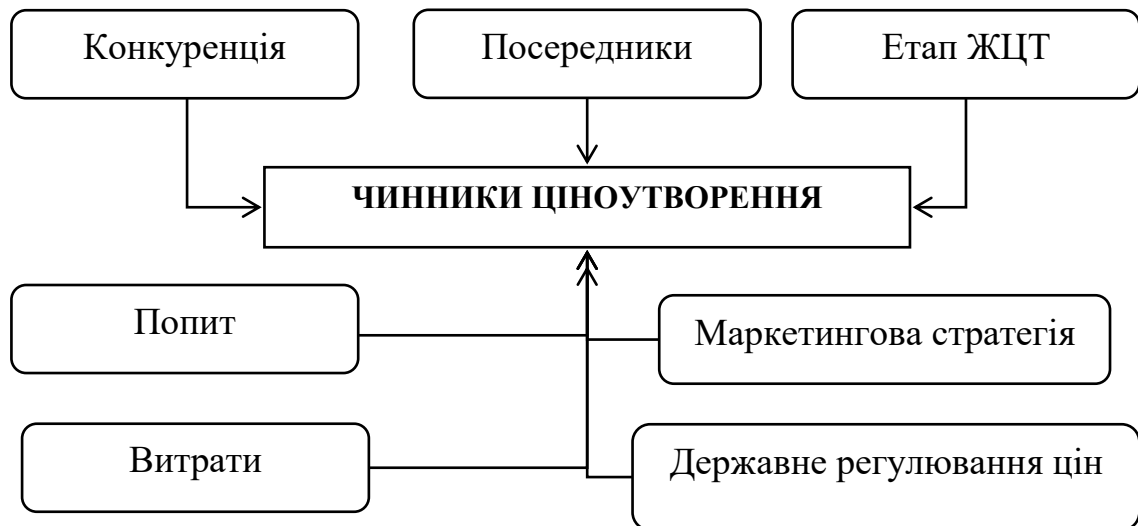 Конкуренція
Посередники
Етап ЖЦТ
ЧИННИКИ ЦІНОУТВОРЕННЯ
Попит
Маркетингова стратегія
Витрати
Державне регулювання цін